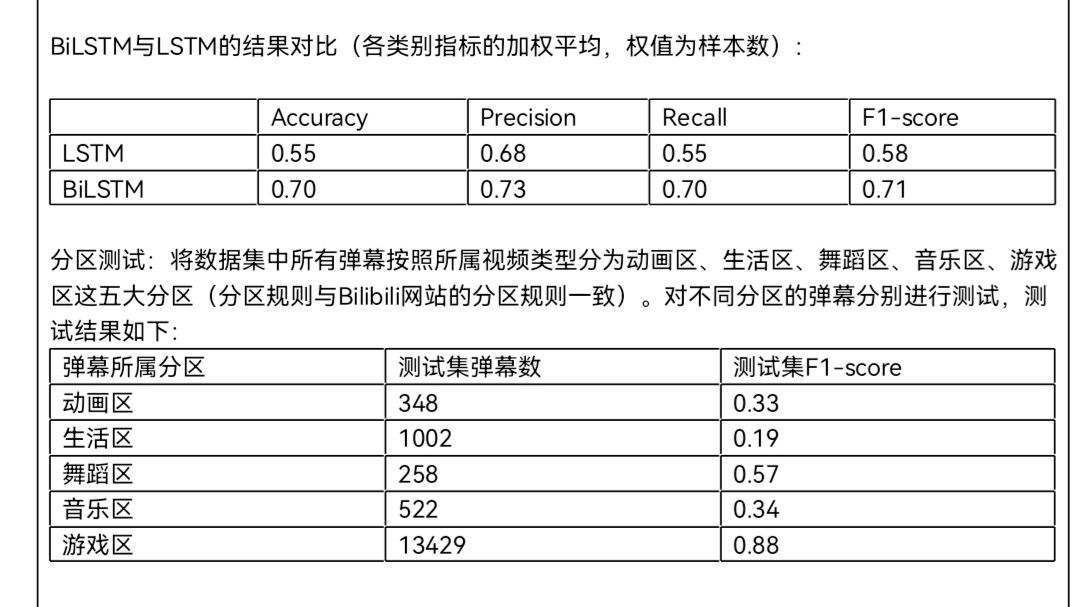 BiLSTM与LSTM的结果对比（各类别指标的加权平均，权值为样本数）：
Accuracy Precision Recall F1-score
LSTM 0.55 0.68 0.55 0.58
BiLSTM 0.70 0.73 0.70 0.71
分区测试：将数据集中所有弹幕按照所属视频类型分为动画区、生活区、舞蹈区、音乐区、游戏
区这五大分区（分区规则与Bilibili网站的分区规则一致）。对不同分区的弹幕分别进行测试，测
试结果如下：
弹幕所属分区 测试集弹幕数 测试集F1-score
动画区 348 0.33
生活区 1002 0.19
舞蹈区 258 0.57
音乐区 522 0.34
游戏区 13429 0.88